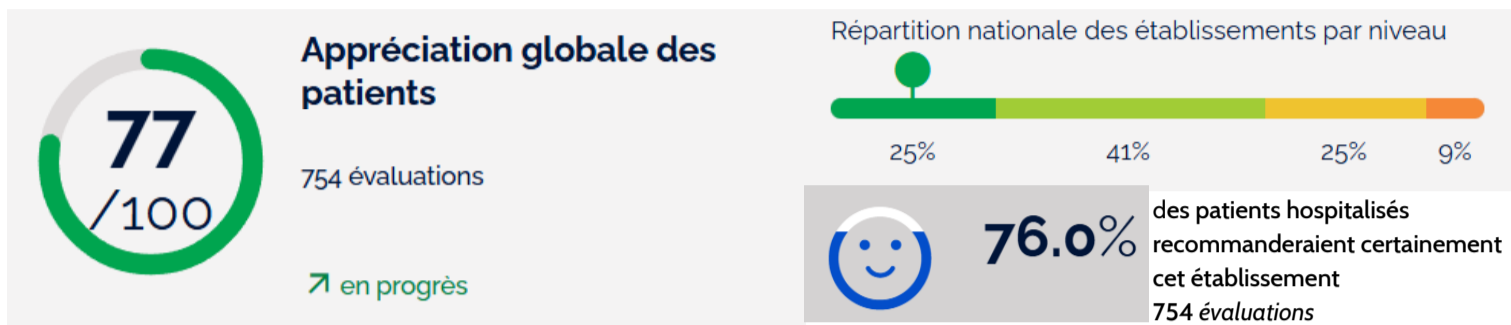 77
/100
Appréciation globale des
patients
754 évaluations
en progrès
Répartition nationale des établissements par niveau
25%
41%
25%
9%
76.0%
des patients hospitalisés
recommanderaient certainement
cet établissement
754 évaluations